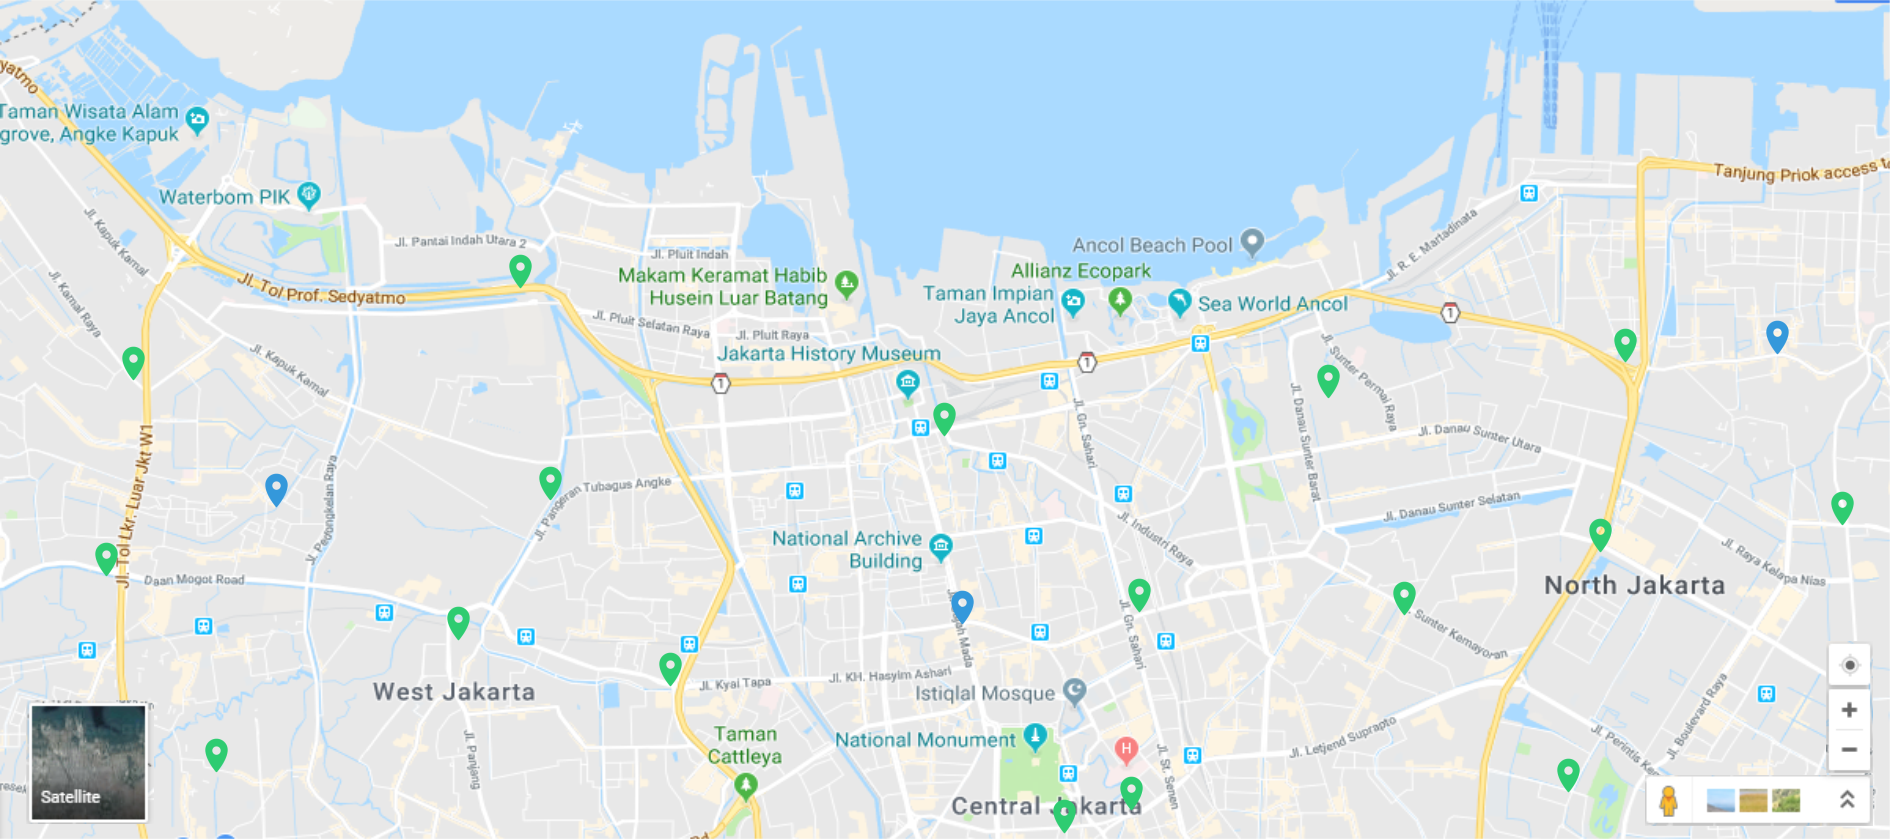 yatmo
Taman Wisata Alam
grove, Angke Kapuk
Waterbom PIK
Jl. Kapuk Kamal
Jl. Kamal Raya
Jl. Pantai Indah Utara 2
Jl. Tol Prof. Sedyatmo
Jl. Pluit Indah
Makam Keramat Habib
Husein Luar Batang
Jl. Pluit Selatan Raya
Jl. Pluit Raya
Jakarta History Museum
Ancol Beach Pool
Allianz Ecopark
Taman Impian
Jaya Ancol
Sea World Ancol
Jl. R. E. Martadinata
Tanjung Priok access to
1
1
1
Jl. Kapuk Kamal
Jl. Sunter Permai Raya
Jl. Danau Sunter Barat
Jl. Danau Sunter Utara
Jl. Gn. Sahari
Jl. Tol Lkr. Luar Jkt W1
Jl. Pedongkelan Raya
Jl. Pangeran Tubagus Angke
Jl. Danau Sunter Selatan
Jl. Industri Raya
National Archive
Building
Jl. Raya Kelapa Nias
North Jakarta
Daan Mogot Road
Mada
Jl. Gn. Sahari
Sunter Kemayoran
West Jakarta
Jl. Kyai Tapa
Jl. KH. Hasyim Ashari
Istiqlal Mosque
Jl. Panjang
Taman
Cattleya
National Monument
H
Jl. St. Senen
Jl. Letjend Suprapto
Jl. Boulevard Raya
Jl. Perintis Ke
Central Jakarta
Satellite